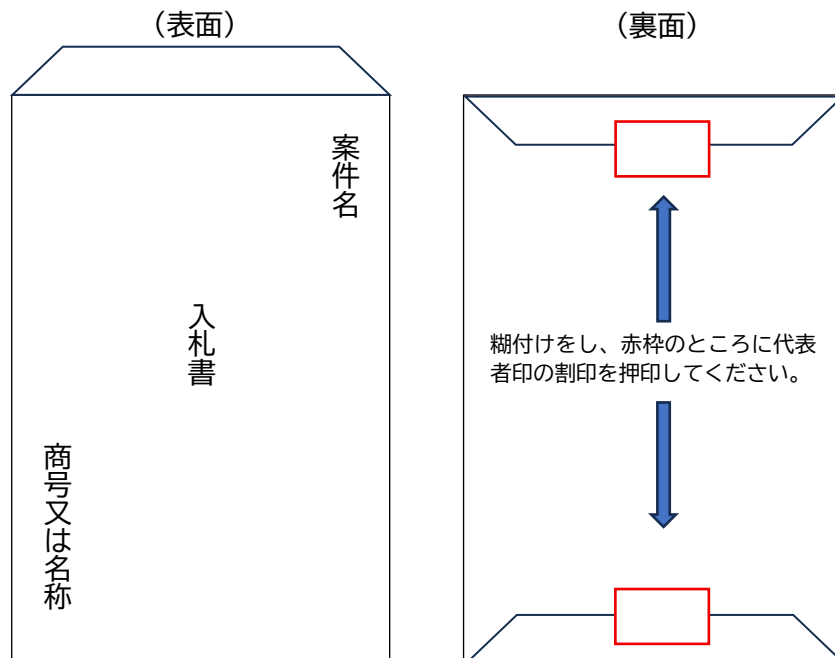 （表面）
案件名
入札書
商号又は名称
（裏面）
糊付けをし、赤枠のところに代表
者印の割印を押印してください。